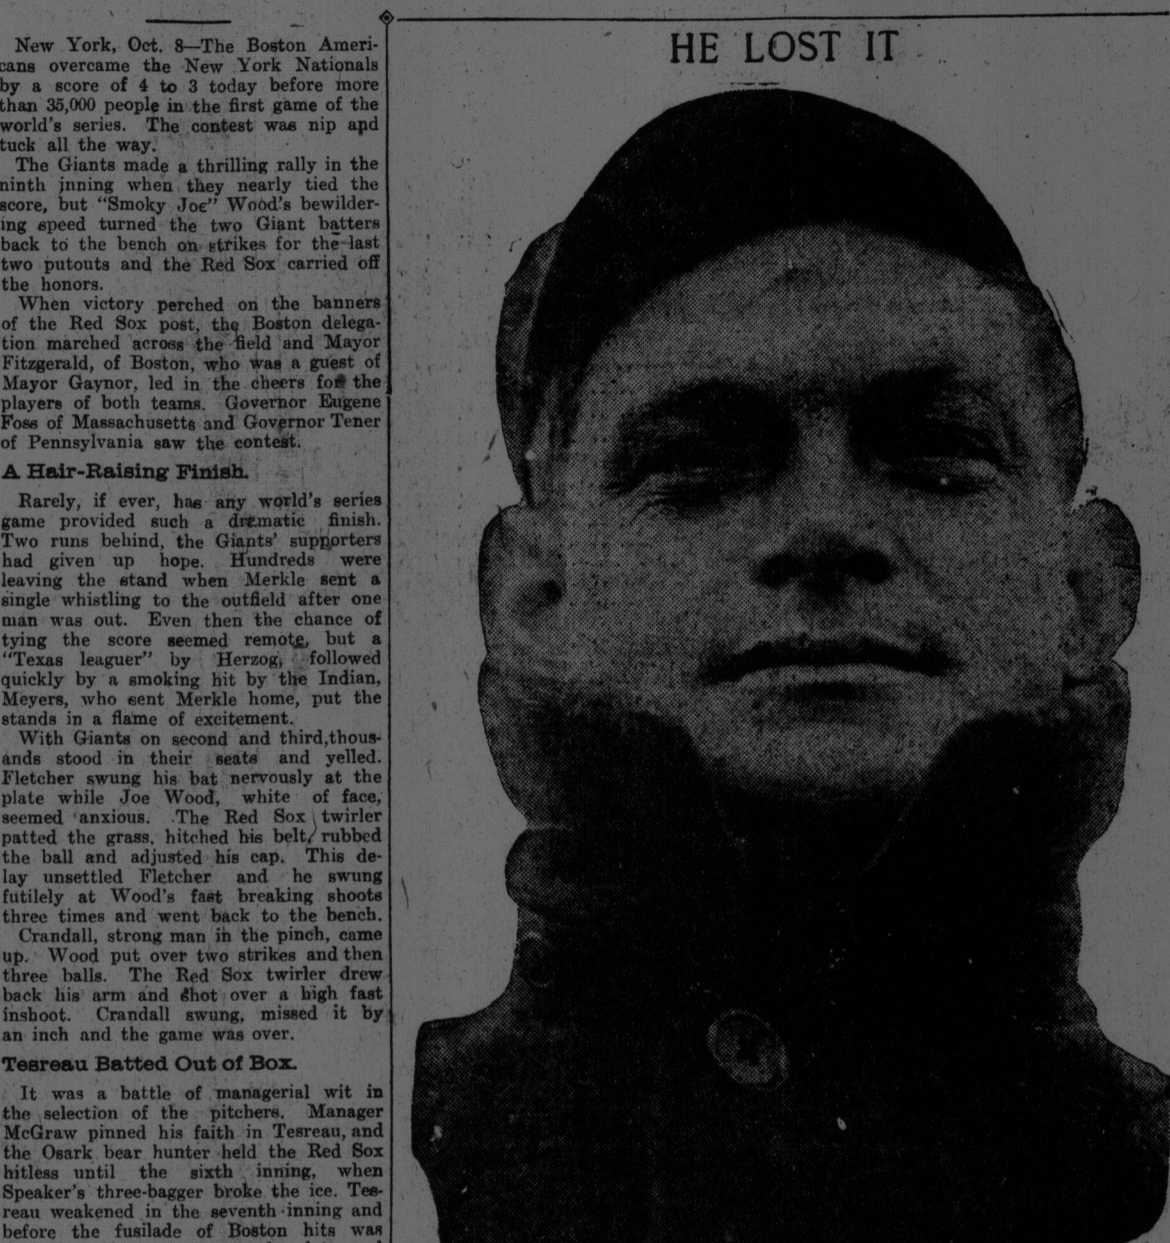 New York, Oct. 8—The Boston Ameri-
cans overcame the New York Nationals
by a score of 4 to 3 today before more
than 35,000 people in the first game of the
world's series. The contest was nip and
tuck all the way.
The Giants made a thrilling rally in the
ninth inning when they nearly tied the
score, but "Smoky Joe" Wood's bewilder-
ing speed turned the two Giant batters
back to the bench on strikes for the last
two putouts and the Red Sox carried off
the honors.
When victory perched on the banners
of the Red Sox post, the Boston delega-
tion marched across the field and Mayor
Fitzgerald, of Boston, who was a guest of
Mayor Gaynor, led in the cheers for the
players of both teams. Governor Eugene
Foss of Massachusetts and Governor Tener
of Pennsylvania saw the contest.
A Hair-Raising Finish.
Rarely, if ever, has any world's series
game provided such a dramatic finish.
Two runs behind, the Giants' supporters
had given up hope. Hundreds were
leaving the stand when Merkle sent a
single whistling to the outfield after one
man was out. Even then the chance of
tying the score seemed remote, but a
"Texas leaguer" by Herzog, followed
quickly by a smoking hit by the Indian,
Meyers, who sent Merkle home, put the
stands in a flame of excitement.
With Giants on second and third, thous-
ands stood in their seats and yelled.
Fletcher swung his bat nervously at the
plate while Joe Wood, white of face,
seemed anxious. The Red Sox twirler
patted the grass, hitched his belt, rubbed
the ball and adjusted his cap. This de-
lay unsettled Fletcher and he swung
futilely at Wood's fast breaking shoots
three times and went back to the bench.
Crandall, strong man in the pinch, came
up. Wood put over two strikes and then
three balls. The Red Sox twirler drew
back his arm and shot over a high fast
inshoot. Crandall swung, missed it by
an inch and the game was over.
Tesreau Batted Out of Box.
It was a battle of managerial wit in
the selection of the pitchers. Manager
McGraw pinned his faith in Tesreau, and
the Osark bear hunter held the Red Sox
hitless until the sixth inning, when
Speaker's three-bagger broke the ice. Tes-
reau weakened in the seventh inning and
before the fusilade of Boston hits was
HE LOST IT